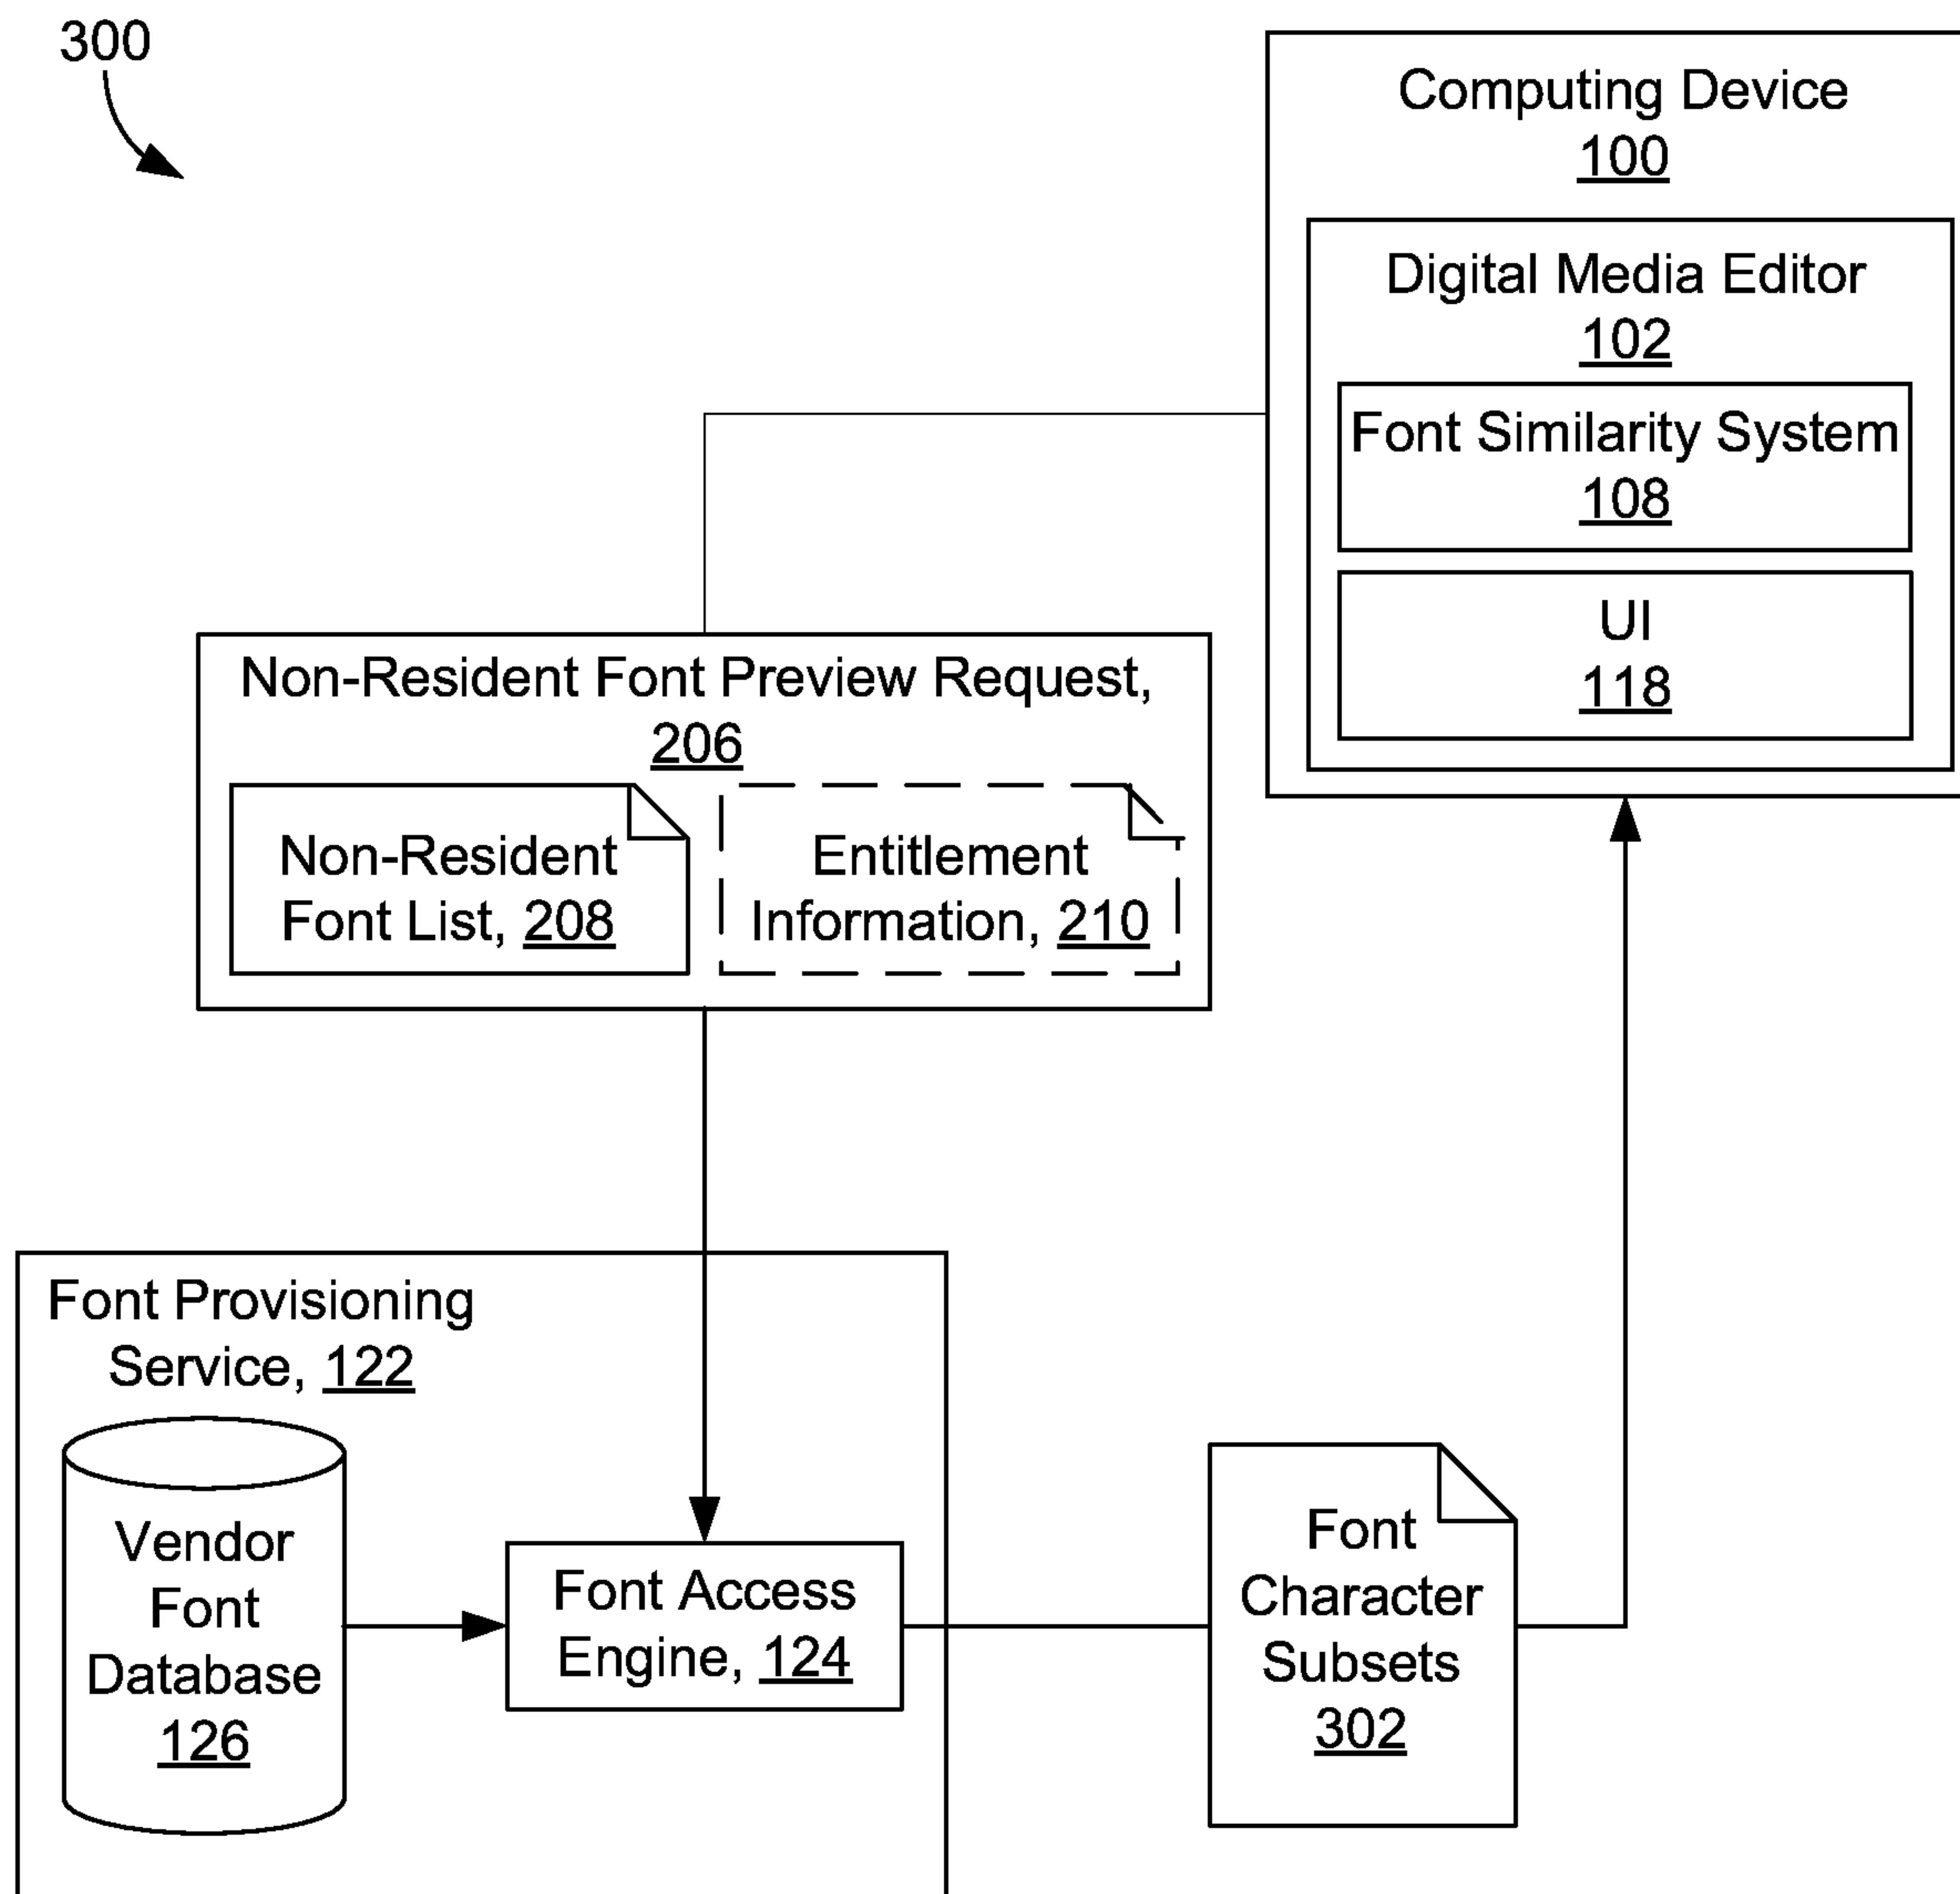 300
Computing Device
100
Digital Media Editor
102
Font Similarity System
108
UI
118
Non-Resident Font Preview Request,
206
Non-Resident
Font List, 208
Entitlement
Information, 210
Font Provisioning
Service, 122
Vendor
Font
Database
126
Font Access
Engine, 124
Font
Character
Subsets
302